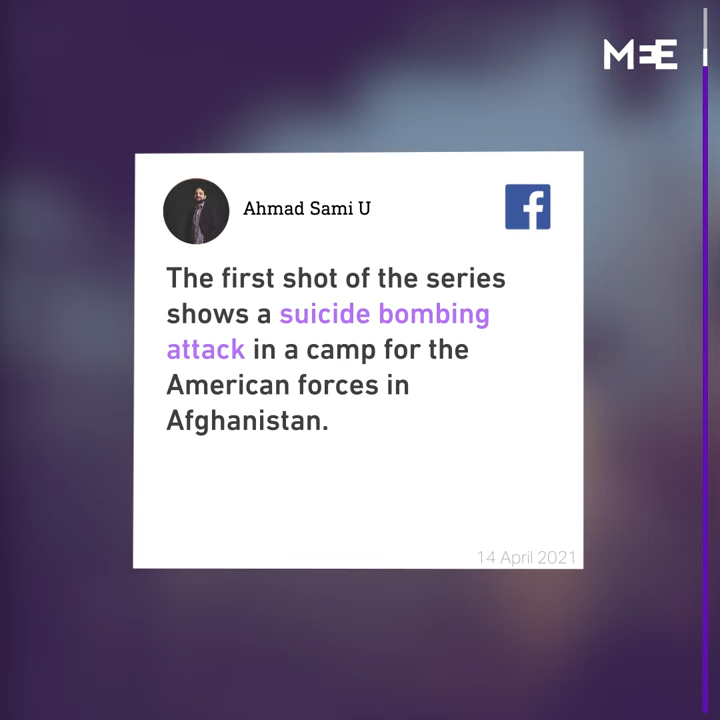 MEE
Ahmad Sami U
The first shot of the series
shows a suicide bombing
attack in a camp for the
American forces in
Afghanistan.
14 April 2021